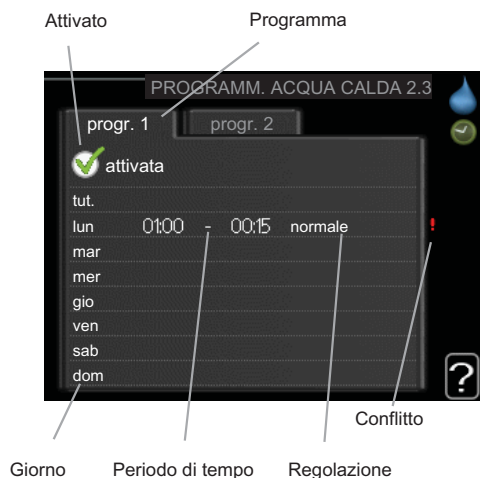 Attivato Programma
PROGRAMM. ACQUA CALDA 2.3
progr. 1 progr. 2
attivata
tut.
lun 01:00 - 00:15 normale !
mar
mer
gio
ven
sab
dom
?
Conflitto
Giorno Periodo di tempo Regolazione